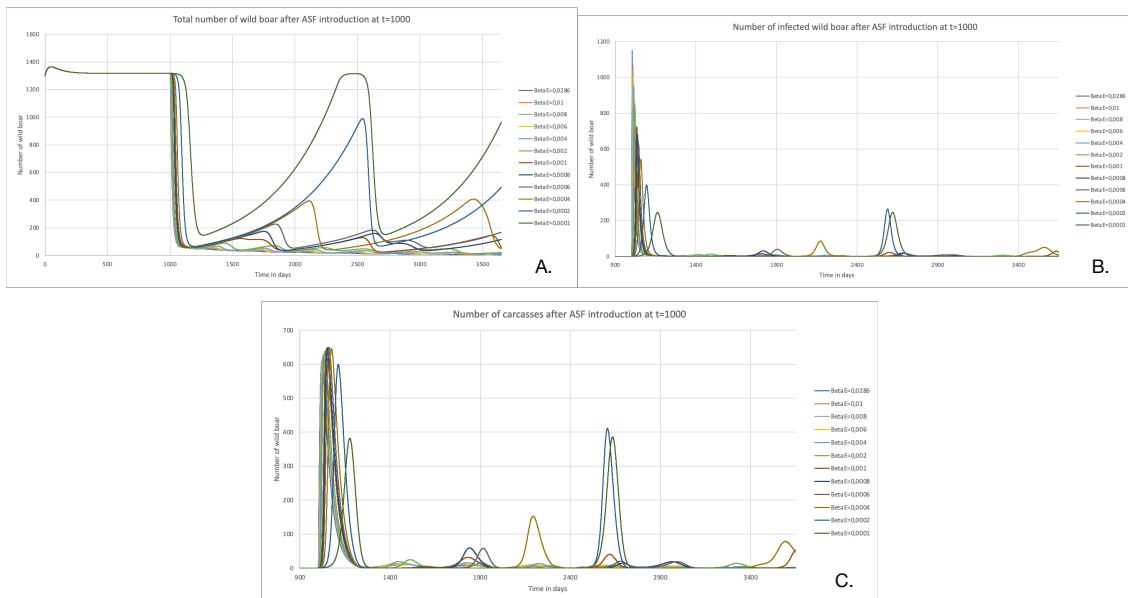 Total number of wild boar after ASF introduction at t=1000
1600
1400
1200
1000
800
600
400
200
0
Number of wild boar
0 500 1000 1500 2000 2500 3000 3500
Time in days
BetaE=0,0286
BetaE=0,01
BetaE=0,008
BetaE=0,006
BetaE=0,004
BetaE=0,002
BetaE=0,001
BetaE=0,0008
BetaE=0,0006
BetaE=0,0004
BetaE=0,0002
BetaE=0,0001
A.
Number of infected wild boar after ASF introduction at t=1000
1200
1000
800
600
400
200
0
Number of wild boar
900 1400 1900 2400 2900 3400
Time in days
BetaE=0,0286
BetaE=0,01
BetaE=0,008
BetaE=0,006
BetaE=0,004
BetaE=0,002
BetaE=0,001
BetaE=0,0008
BetaE=0,0006
BetaE=0,0004
BetaE=0,0002
BetaE=0,0001
B.
Number of carcasses after ASF introduction at t=1000
700
600
500
400
300
200
100
0
Number of wild boar
900 1400 1900 2400 2900 3400
Time in days
BetaE=0,0286
BetaE=0,01
BetaE=0,008
BetaE=0,006
BetaE=0,004
BetaE=0,002
BetaE=0,001
BetaE=0,0008
BetaE=0,0006
BetaE=0,0004
BetaE=0,0002
BetaE=0,0001
C.